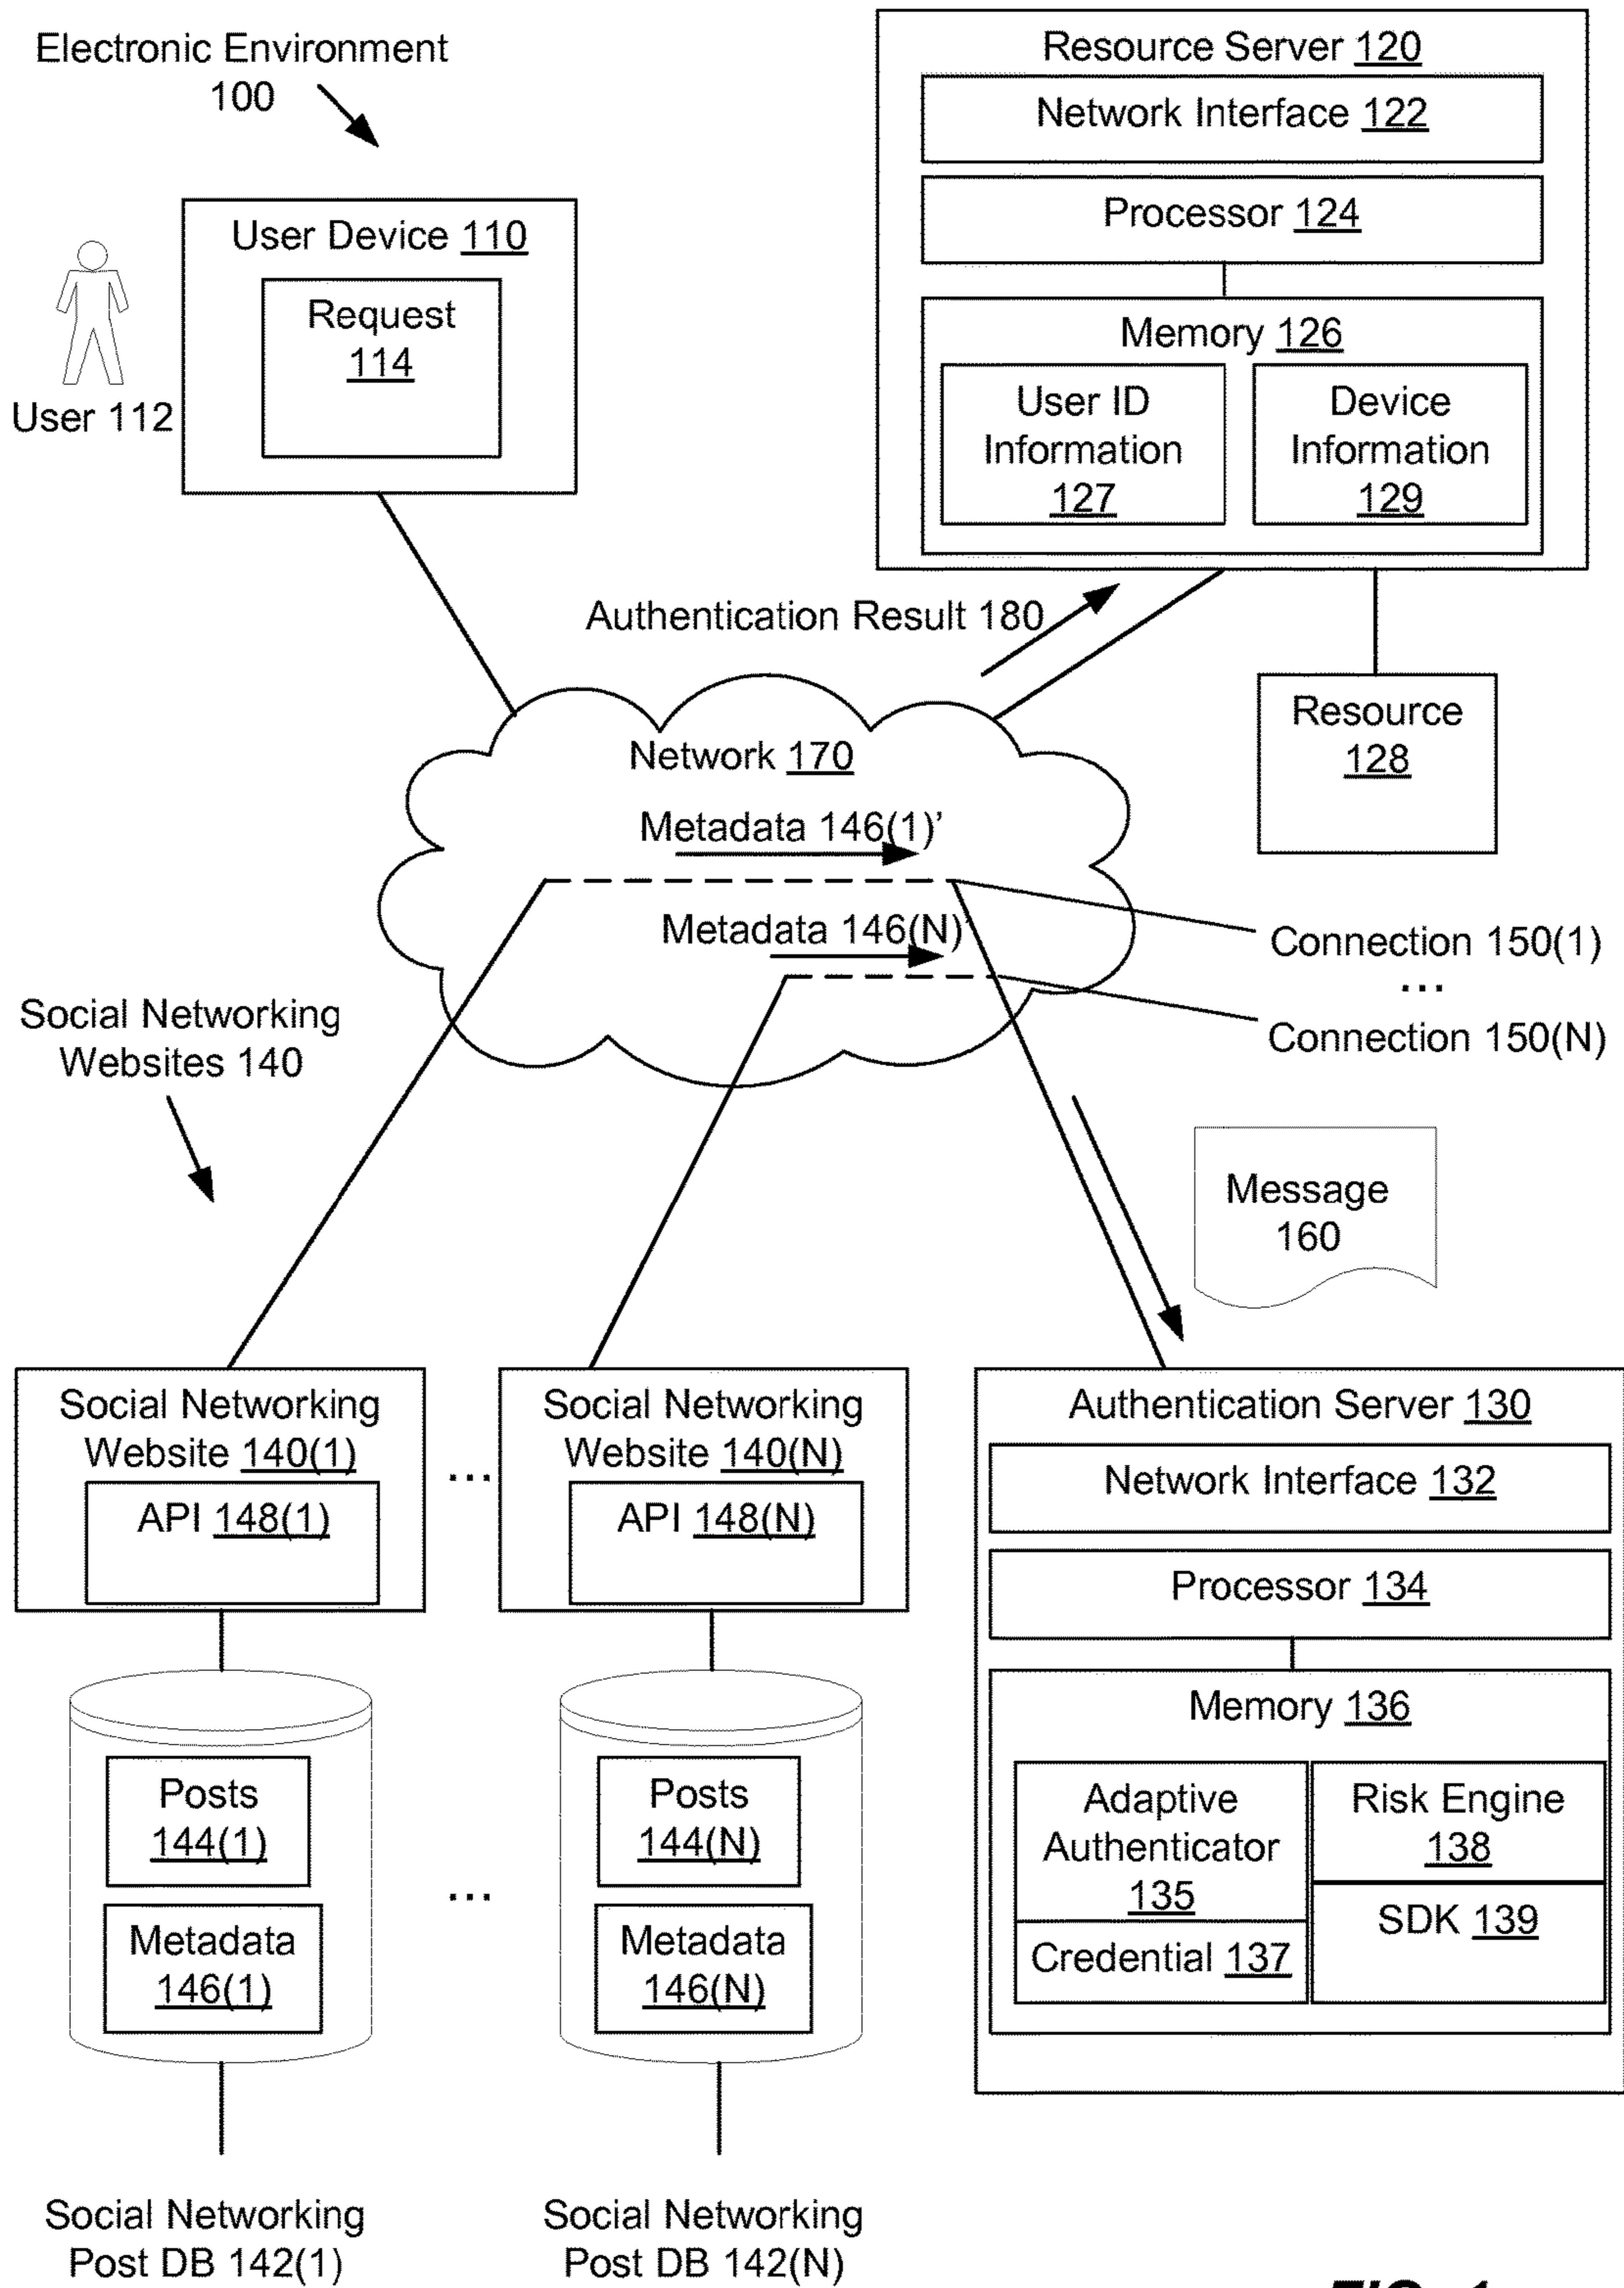 Electronic Environment
100
Resource Server 120
Network Interface 122
Processor 124
Memory 126
User ID
Information
127
Device
Information
129
User Device 110
Request
114
User 112
Authentication Result 180
Resource
128
Network 170
Metadata 146(1)’
Metadata 146(N)’
Connection 150(1)
...
Connection 150(N)
Social Networking
Websites 140
Message
160
Social Networking
Website 140(1)
API 148(1)
...
Social Networking
Website 140(N)
API 148(N)
Authentication Server 130
Network Interface 132
Processor 134
Memory 136
Adaptive
Authenticator
135
Credential 137
Risk Engine
138
SDK 139
Posts
144(1)
Metadata
146(1)
...
Posts
144(N)
Metadata
146(N)
Social Networking
Post DB 142(1)
Social Networking
Post DB 142(N)